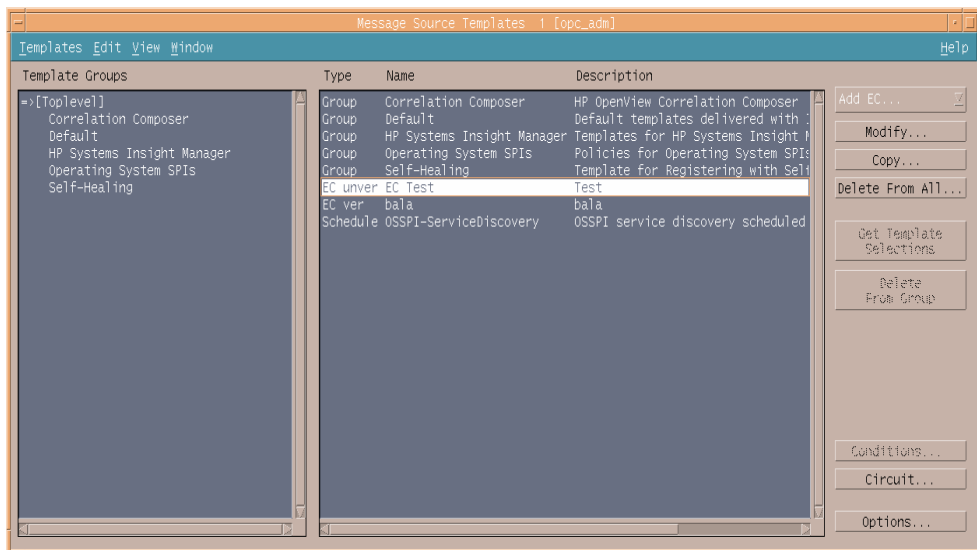 Message Source Templates 1 [opc_adm]
Templates Edit View Window Help
Template Groups
=>[Toplevel]
Correlation Composer
Default
HP Systems Insight Manager
Operating System SPIs
Self-Healing
Type Name Description
Group Correlation Composer HP OpenView Correlation Composer
Group Default Default templates delivered with
Group HP Systems Insight Manager Templates for HP Systems Insight
Group Operating System SPIs Policies for Operating System SPIs
Group Self-Healing Template for Registering with
EC unver EC Test Test
EC ver bala bala
Schedule OSSPI-ServiceDiscovery OSSPI service discovery scheduled
Add EC...
Modify...
Copy...
Delete From All...
Get Template
Selections
Delete
From Group
Conditions...
Circuit...
Options...